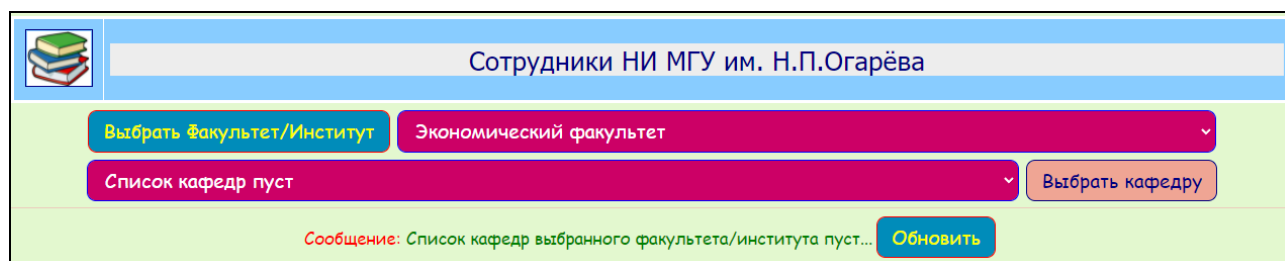 Сотрудники НИ МГУ им. Н.П.Огарёва
Выбрать Факультет/Институт Экономический факультет
Список кафедр пуст Выбрать кафедру
Сообщение: Список кафедр выбранного факультета/института пуст... Обновить